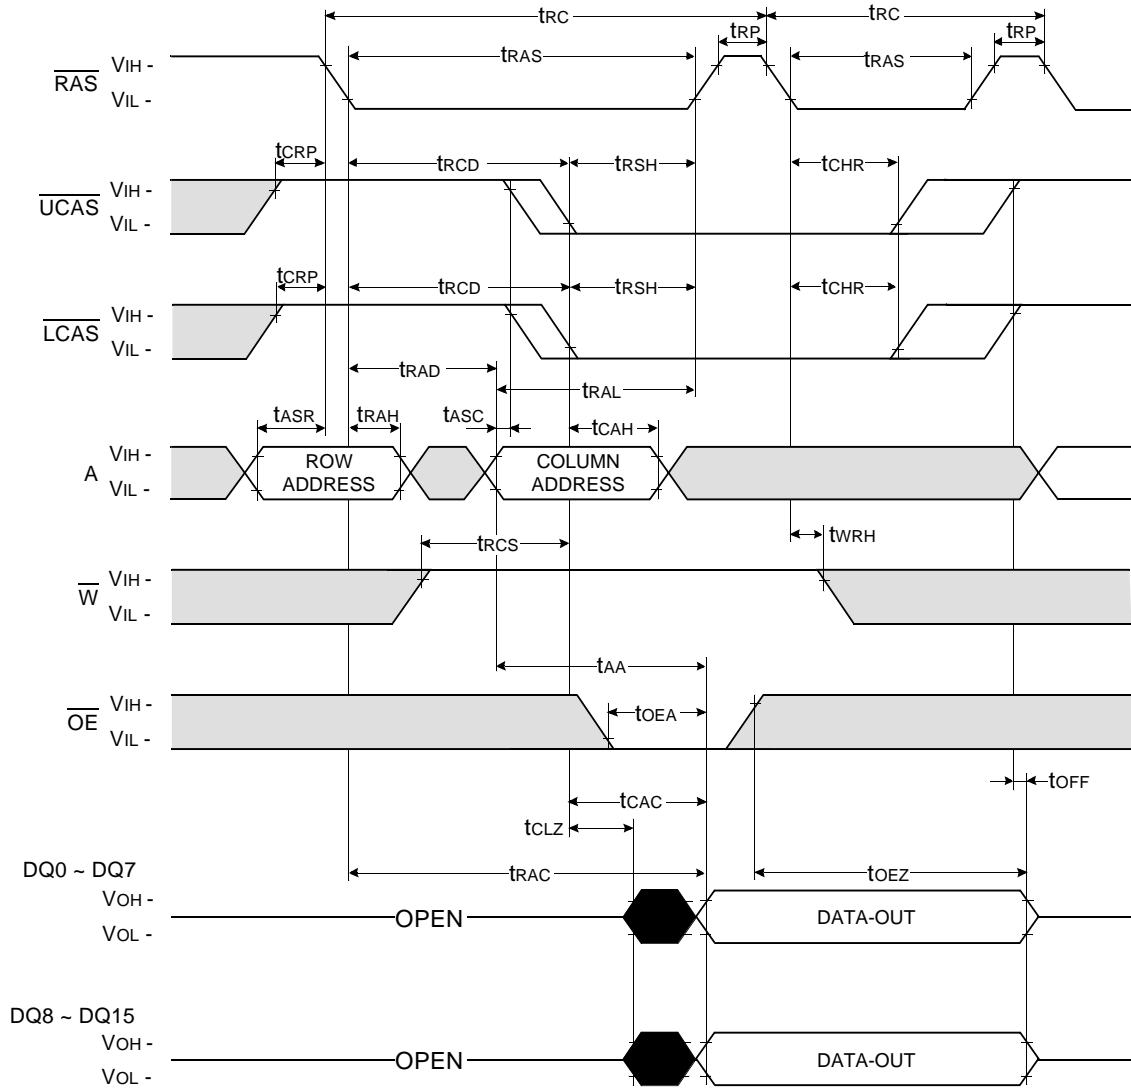 tRC tRC
tRP tRP
tRAS tRAS
RAS
VIH -
VIL -
tCRP tRCD tRSH tCHR
UCAS
VIH -
VIL -
tCRP tRCD tRSH tCHR
LCAS
VIH -
VIL -
tRAD
tRAL
tASR tRAH tASC tCAH
A
VIH -
VIL -
ROW ADDRESS
COLUMN ADDRESS
tRCS tWRH
W
VIH -
VIL -
tAA
OE
VIH -
VIL -
tOEA
tOFF
tCAC
tCLZ
tRAC tOEZ
DQ0 ~ DQ7
VOH -
VOL -
OPEN DATA-OUT
DQ8 ~ DQ15
VOH -
VOL -
OPEN DATA-OUT